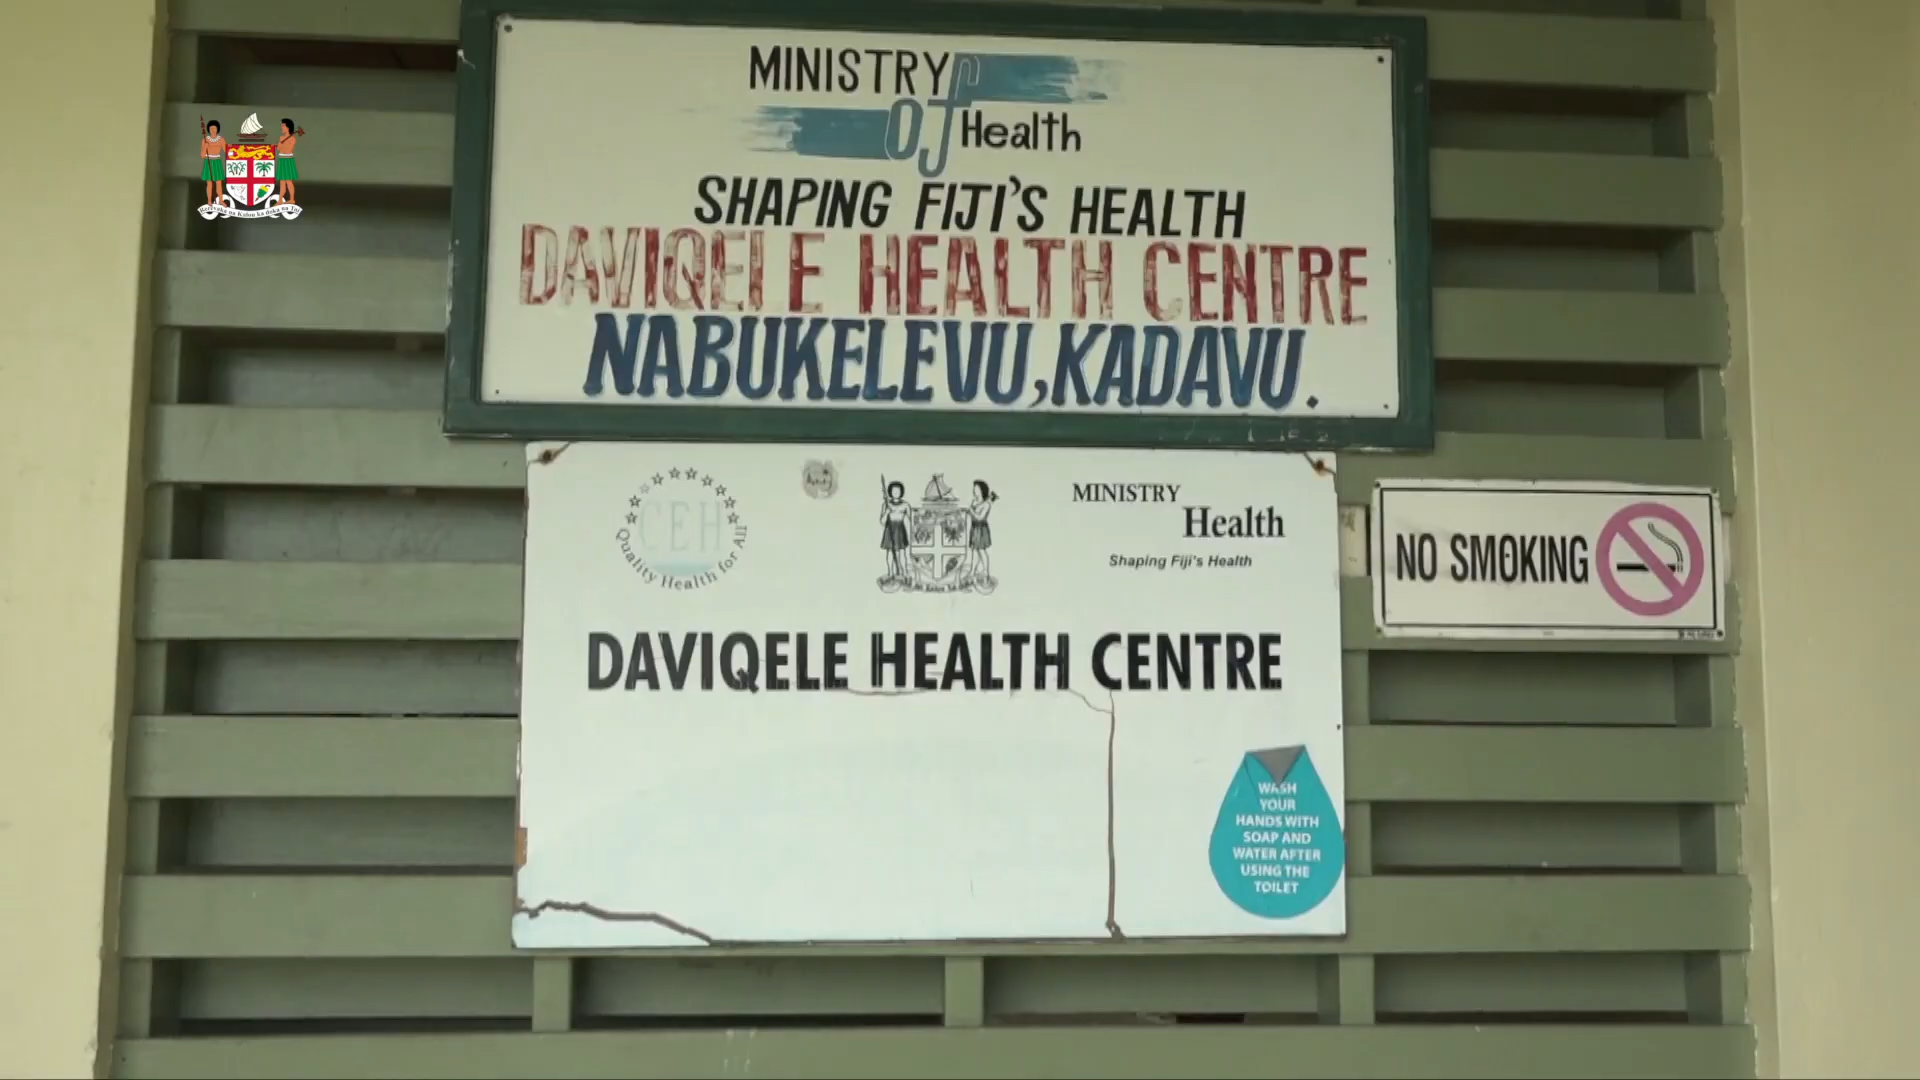 MINISTRY
of Health
SHAPING FIJI'S HEALTH
DAVIQELE HEALTH CENTRE
NABUKELEVU, KADAVU.
CEH
Quality Health for All
MINISTRY
Health
Shaping Fiji's Health
DAVIQELE HEALTH CENTRE
NO SMOKING
WASH
YOUR
HANDS WITH
SOAP AND
WATER AFTER
USING THE
TOILET